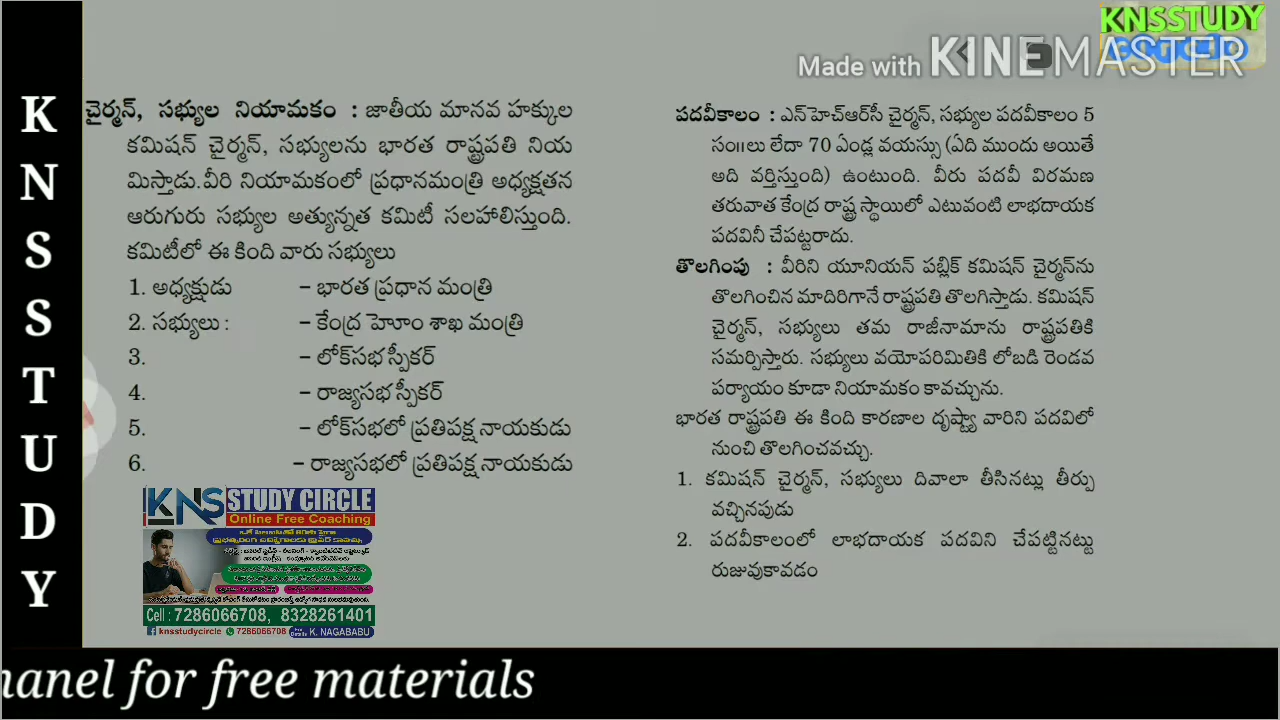 KNSSTUDY
Made with KINEMASTER
KNSSTUDY
చైర్మన్, సభ్యుల నియామకం : జాతీయ మానవ హక్కుల
కమిషన్ చైర్మన్, సభ్యులను భారత రాష్ట్రపతి నియ
మిస్తాడు.వీరి నియామకంలో ప్రధానమంత్రి అధ్యక్షతన
ఆరుగురు సభ్యుల అత్యున్నత కమిటీ సలహాలిస్తుంది.
కమిటీలో ఈ కింది వారు సభ్యులు
1. అధ్యక్షుడు – భారత ప్రధాన మంత్రి
2. సభ్యులు : – కేంద్ర హెూం శాఖ మంత్రి
3. – లోక్‌సభ స్పీకర్
4. – రాజ్యసభ స్పీకర్
5. – లోక్‌సభలో ప్రతిపక్ష నాయకుడు
6. – రాజ్యసభలో ప్రతిపక్ష నాయకుడు
KNS STUDY CIRCLE
Online Free Coaching
Cell : 7286066708, 8328261401
knsstudycircle 7286066708 K. NAGABABU
పదవీకాలం : ఎన్‌హెచ్ఆర్‌సీ చైర్మన్, సభ్యుల పదవీకాలం 5
సం॥లు లేదా 70 ఏండ్ల వయస్సు (ఏది ముందు అయితే
అది వర్తిస్తుంది) ఉంటుంది. వీరు పదవీ విరమణ
తరువాత కేంద్ర రాష్ట్ర స్థాయిలో ఎటువంటి లాభదాయక
పదవినీ చేపట్టరాదు.
తొలగింపు : వీరిని యూనియన్ పబ్లిక్ కమిషన్ చైర్మన్‌ను
తొలగించిన మాదిరిగానే రాష్ట్రపతి తొలగిస్తాడు. కమిషన్
చైర్మన్, సభ్యులు తమ రాజీనామాను రాష్ట్రపతికి
సమర్పిస్తారు. సభ్యులు వయోపరిమితికి లోబడి రెండవ
పర్యాయం కూడా నియామకం కావచ్చును.
భారత రాష్ట్రపతి ఈ కింది కారణాల దృష్ట్యా వారిని పదవిలో
నుంచి తొలగించవచ్చు.
1. కమిషన్ చైర్మన్, సభ్యులు దివాలా తీసినట్లు తీర్పు
వచ్చినపుడు
2. పదవీకాలంలో లాభదాయక పదవిని చేపట్టినట్టు
రుజువుకావడం
hanel for free materials